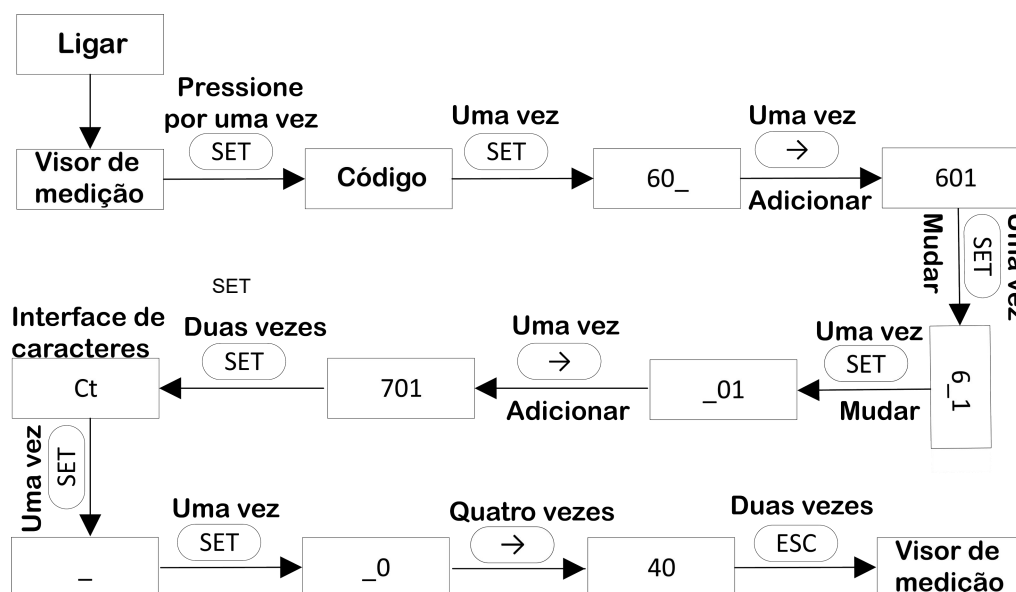 Ligar
Pressione
por uma vez
SET
Uma vez
SET
Uma vez
→
Visor de
medição
Código
60_
Adicionar
601
Mudar
SET
Uma vez
SET
Interface de
caracteres
Duas vezes
SET
Uma vez
→
Uma vez
SET
Ct
701
Adicionar
_01
Mudar
6_1
Uma vez
SET
Uma vez
SET
Quatro vezes
→
Duas vezes
ESC
_
_0
40
Visor de
medição